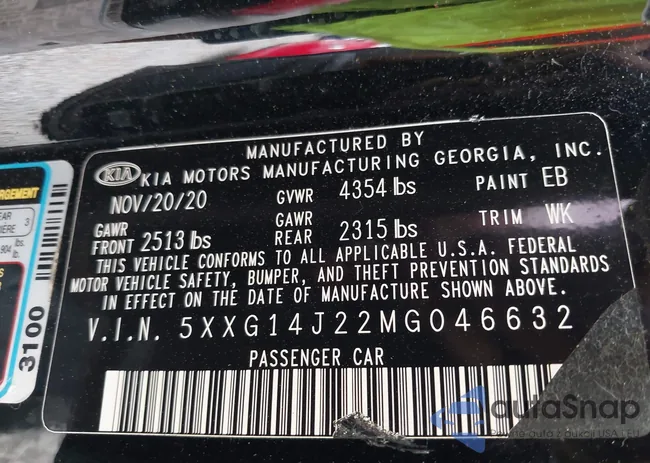 MANUFACTURED BY
KIA KIA MOTORS MANUFACTURING GEORGIA, INC.
NOV/20/20 GVWR 4354 lbs PAINT EB
GAWR FRONT 2513 lbs GAWR REAR 2315 lb TRIM WK
THIS VEHICLE CONFORMS TO ALL APPLICABLE U.S.A. FEDERAL
MOTOR VEHICLE SAFETY, BUMPER, AND THEFT PREVENTION STANDARDS
IN EFFECT ON THE DATE OF MANUFACTURE SHOWN ABOVE.
V.I.N. 5XXG14J22MG046632
PASSENGER CAR
3100
autoSnap